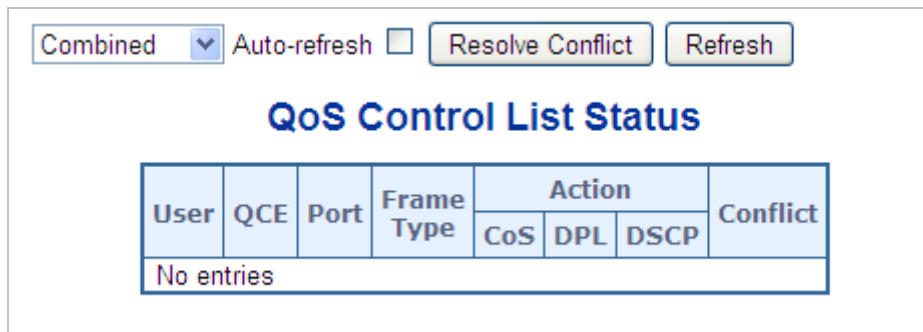 Combined Auto-refresh Resolve Conflict Refresh
QoS Control List Status
User QCE Port Frame Type Action Conflict
CoS DPL DSCP
No entries